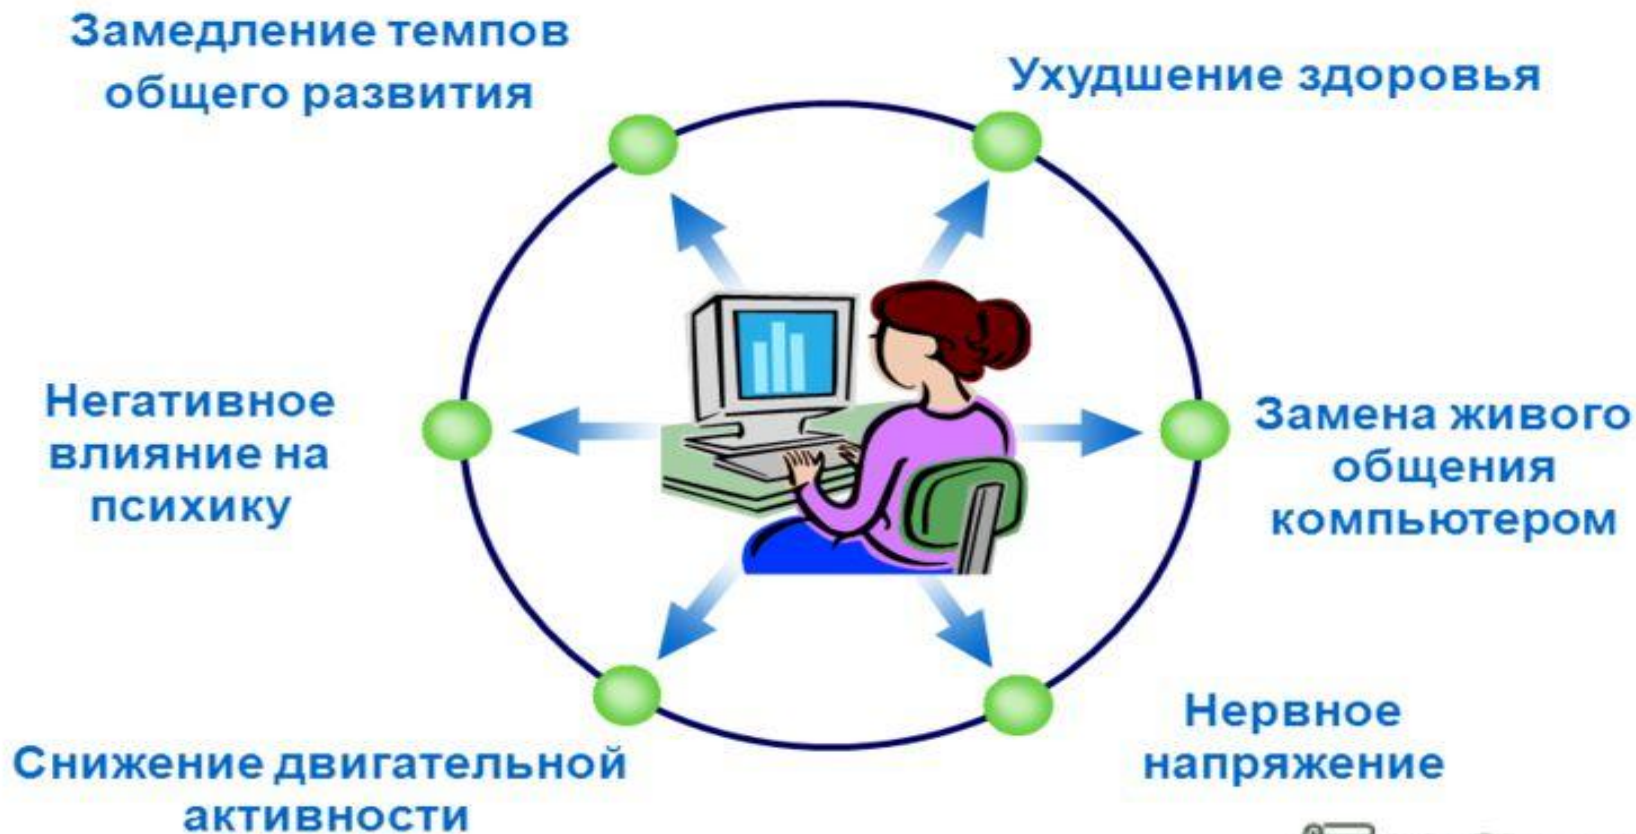 Замедление темпов
общего развития
Ухудшение здоровья
Негативное
влияние на
психику
Замена живого
общения
компьютером
Снижение двигательной
активности
Нервное
напряжение